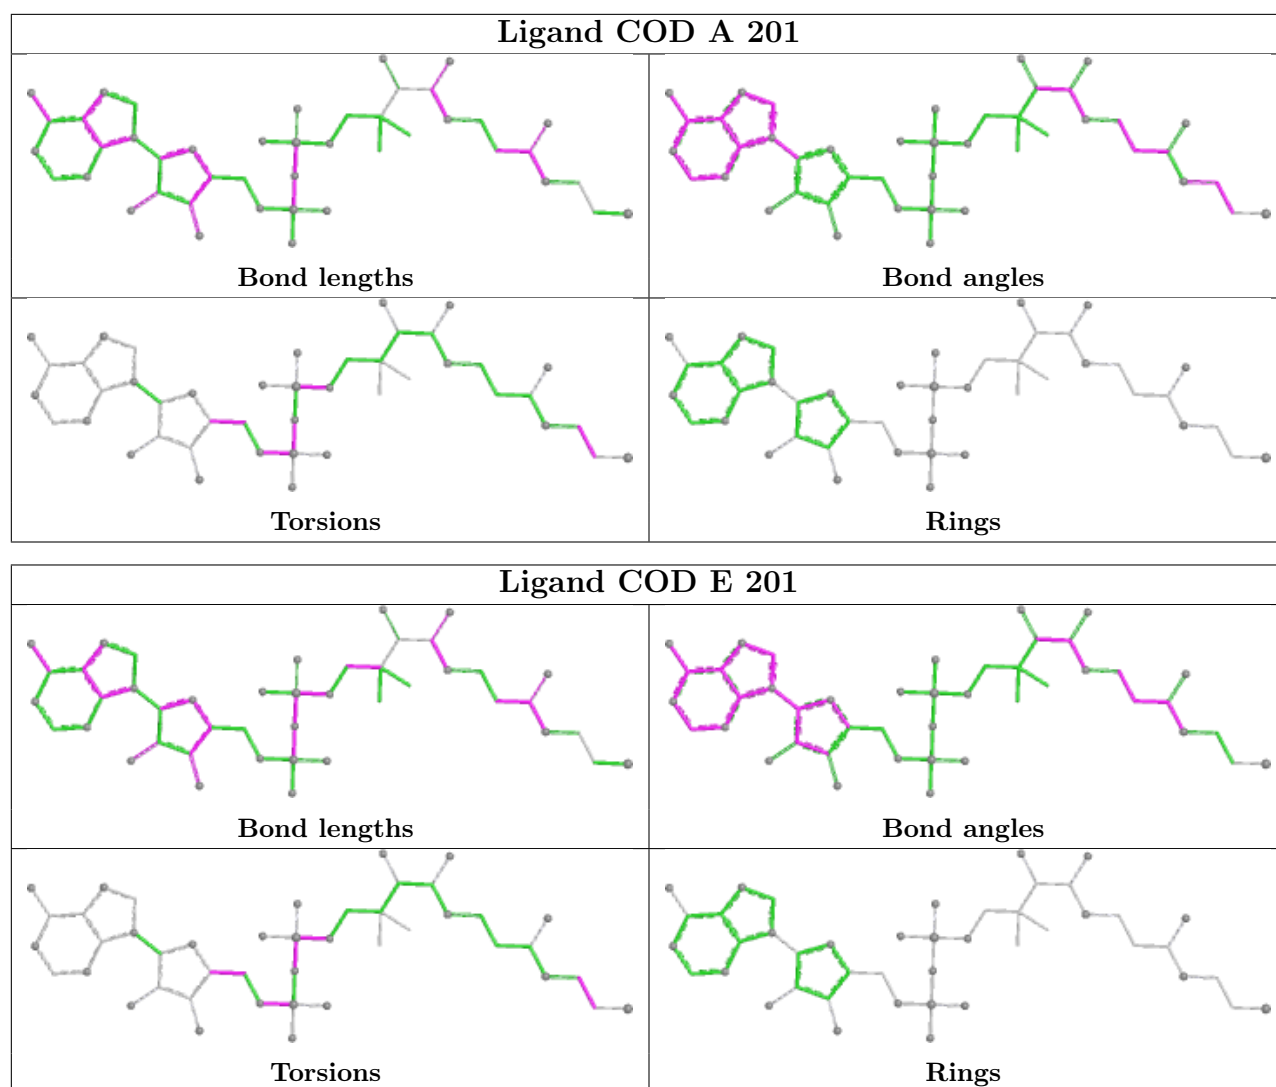 Ligand COD A 201
Bond lengths
Bond angles
Torsions
Rings
Ligand COD E 201
Bond lengths
Bond angles
Torsions
Rings